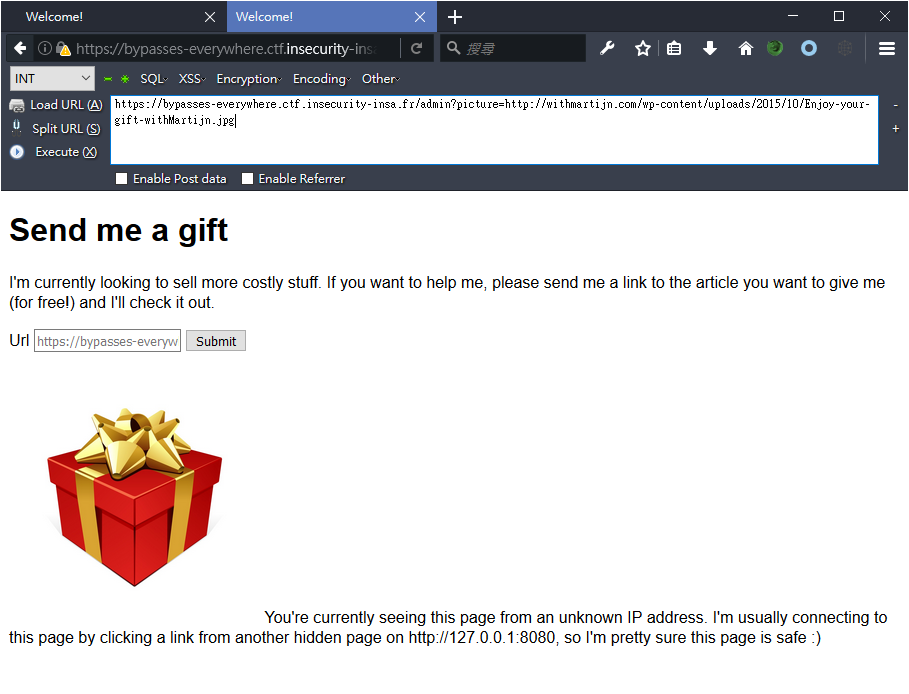 Welcome!
Welcome!
https://bypasses-everywhere.ctf.insecurity-ins
搜尋
INT
SQL
XSS
Encryption
Encoding
Other
Load URL (A)
https://bypasses-everywhere.ctf.insecurity-insa.fr/admin?picture=http://withmartijn.com/wp-content/uploads/2015/10/Enjoy-your-
gift-withMartijn.jpg
Split URL (S)
Execute (X)
Enable Post data
Enable Referrer
Send me a gift
I'm currently looking to sell more costly stuff. If you want to help me, please send me a link to the article you want to give me
(for free!) and I'll check it out.
Url https://bypasses-everyw Submit
You're currently seeing this page from an unknown IP address. I'm usually connecting to
this page by clicking a link from another hidden page on http://127.0.0.1:8080, so I'm pretty sure this page is safe :)